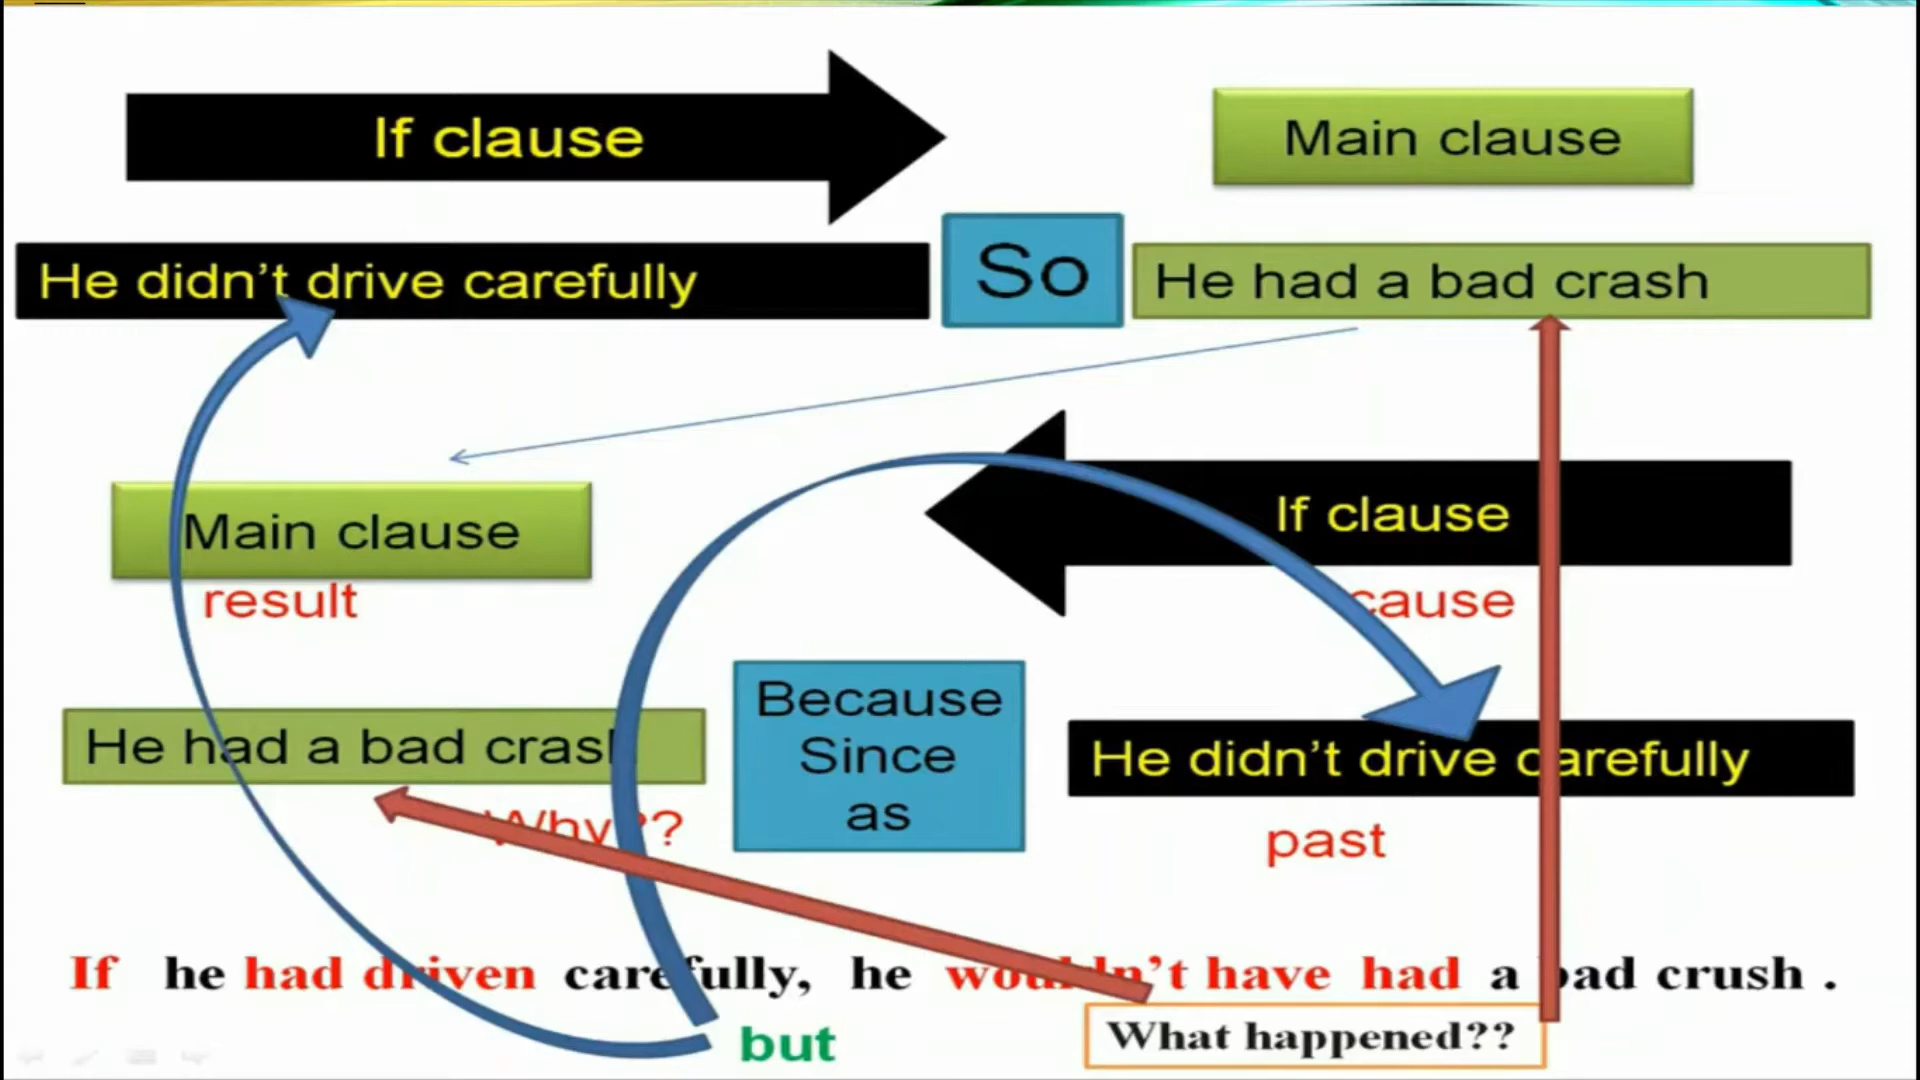 If clause
Main clause
He didn't drive carefully
So
He had a bad crash
Main clause
If clause
result
cause
Because
Since
as
He had a bad crash
He didn't drive carefully
Why??
past
If he had driven carefully, he wouldn't have had a bad crush .
but
What happened??